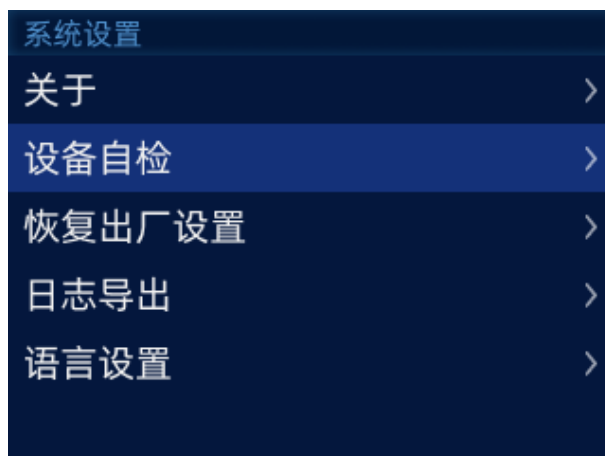 系统设置
关于
设备自检
恢复出厂设置
日志导出
语言设置